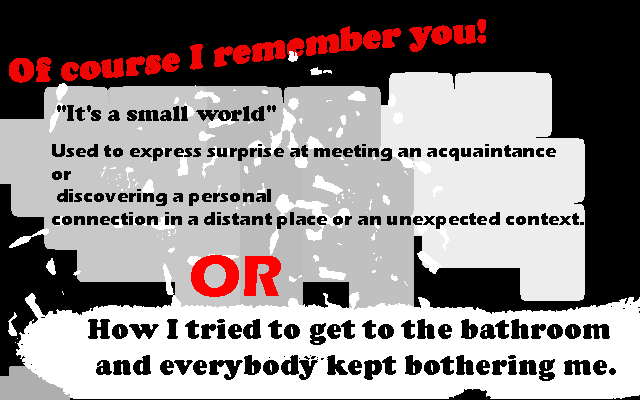 Of course I remember you!
"It's a small world"
Used to express surprise at meeting an acquaintance
or
discovering a personal
connection in a distant place or an unexpected context.
OR
How I tried to get to the bathroom
and everybody kept bothering me.